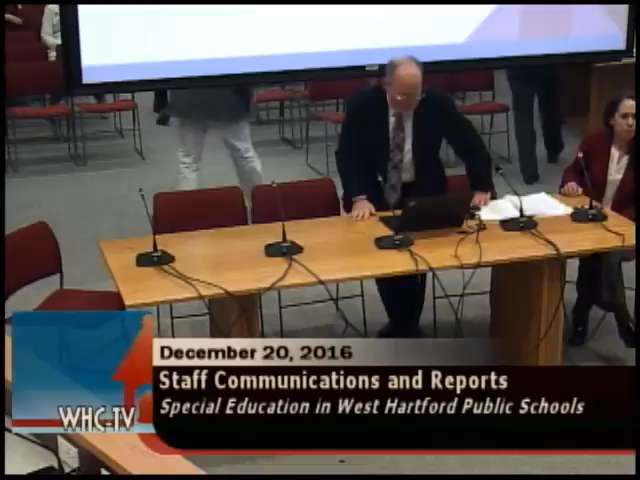 December 20, 2016
Staff Communications and Reports
Special Education in West Hartford Public Schools
WHC-TV